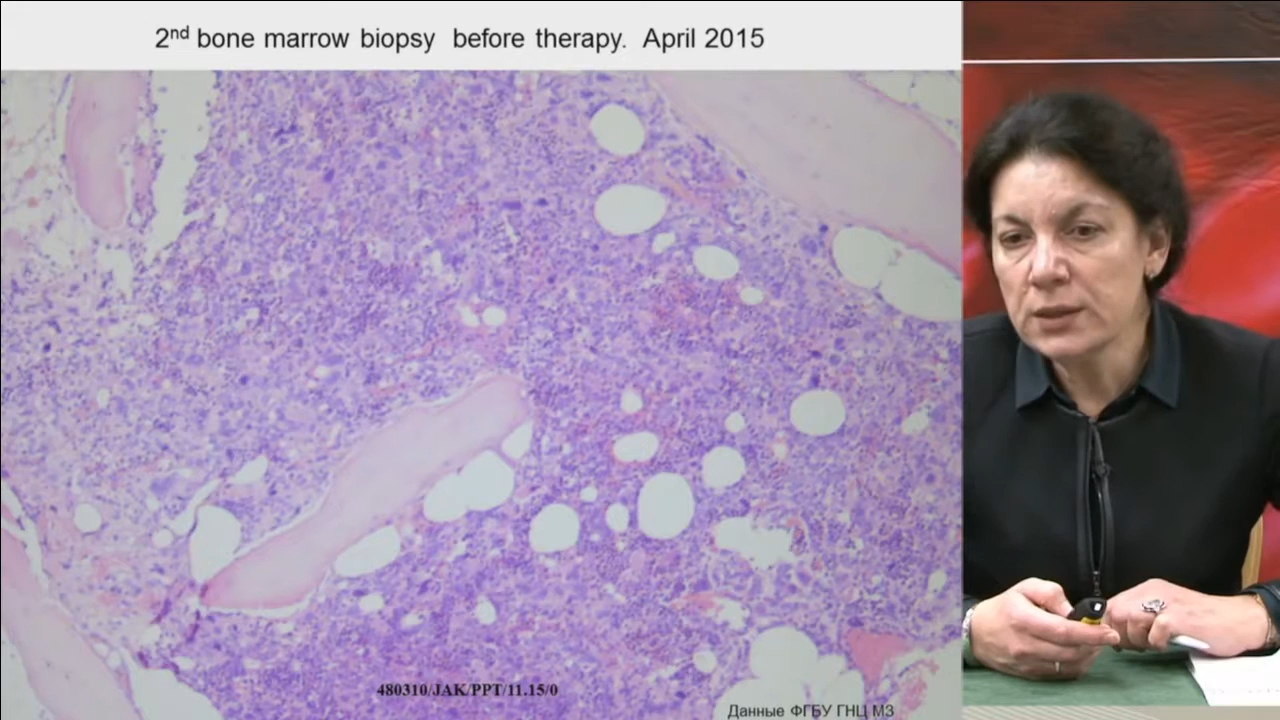 2nd bone marrow biopsy before therapy. April 2015
480310/JAK/PPT/11.15/0
Данные ФГБУ ГНЦ МЗ